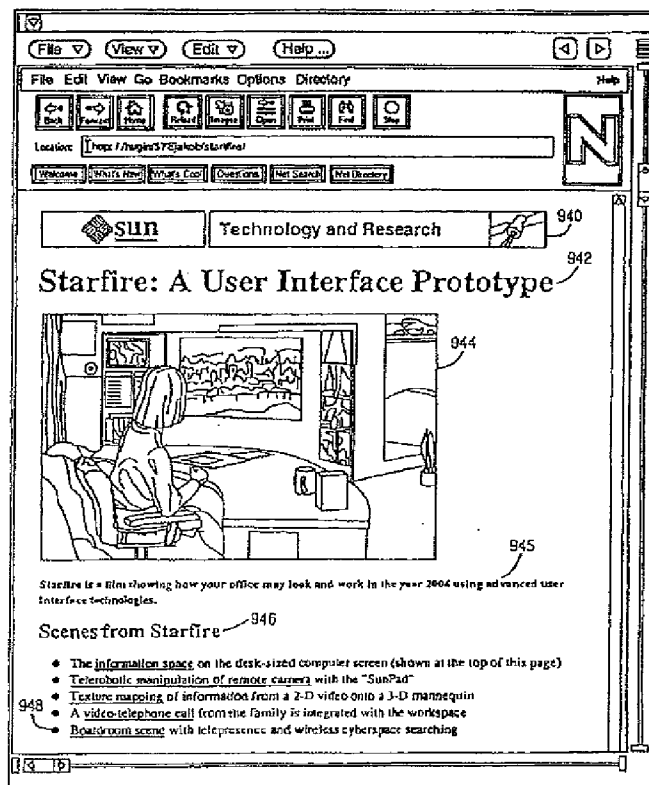 File View Edit Help ...
File Edit View Go Bookmarks Options Directory Help
Back Forward Home Reload Images Open Print Find Stop
Location:
Welcome What's New! What's Cool! Questions Net Search Net Directory
N
sun Technology and Research 940
Starfire: A User Interface Prototype 942
944
945
Starfire is a film showing how your office may look and work in the year 2004 using advanced user
interface technologies.
Scenes from Starfire 946
• The information space on the desk-sized computer screen (shown at the top of this page)
• Telerobotic manipulation of remote camera with the "SunPad"
• Texture mapping of information from a 2-D video onto a 3-D mannequin
948 • A video-telephone call from the family is integrated with the workspace
• Boardroom scene with telepresence and wireless cyberspace searching